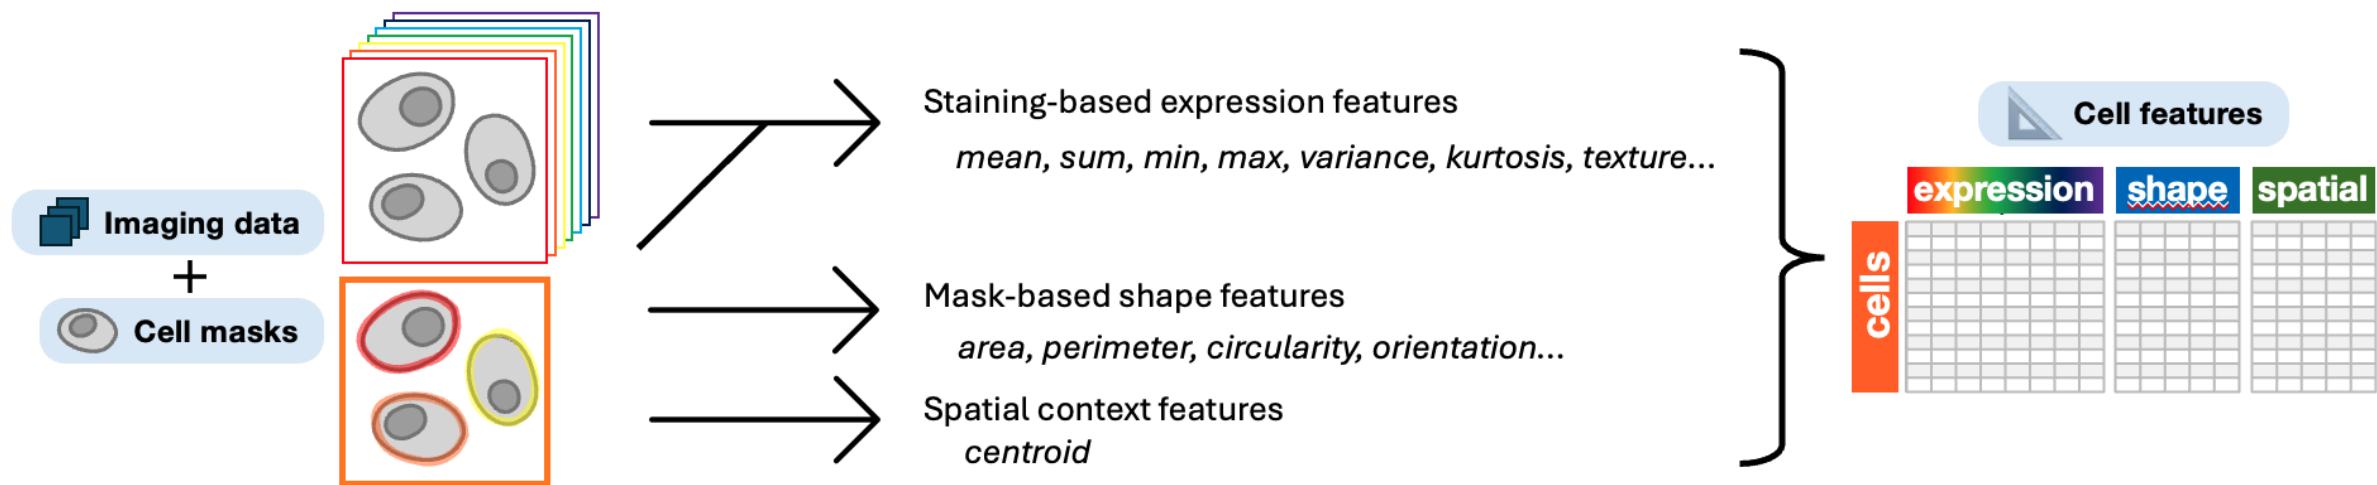 Imaging data
+
Cell masks
Staining-based expression features
mean, sum, min, max, variance, kurtosis, texture...
Mask-based shape features
area, perimeter, circularity, orientation...
Spatial context features
centroid
Cell features
expression shape spatial
cells